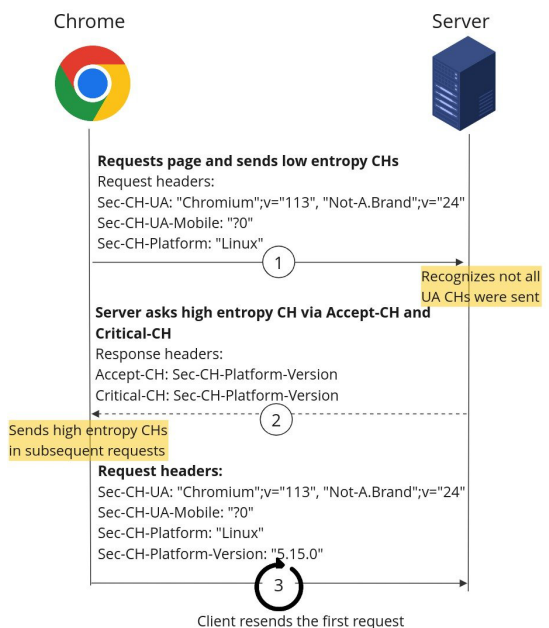 Chrome
Server
Requests page and sends low entropy CHs
Request headers:
Sec-CH-UA: "Chromium";v="113", "Not-A.Brand";v="24"
Sec-CH-UA-Mobile: "?0"
Sec-CH-Platform: "Linux"
1
Recognizes not all
UA CHs were sent
Server asks high entropy CH via Accept-CH and
Critical-CH
Response headers:
Accept-CH: Sec-CH-Platform-Version
Critical-CH: Sec-CH-Platform-Version
2
Sends high entropy CHs
in subsequent requests
Request headers:
Sec-CH-UA: "Chromium";v="113", "Not-A.Brand";v="24"
Sec-CH-UA-Mobile: "?0"
Sec-CH-Platform: "Linux"
Sec-CH-Platform-Version: "5.15.0"
3
Client resends the first request